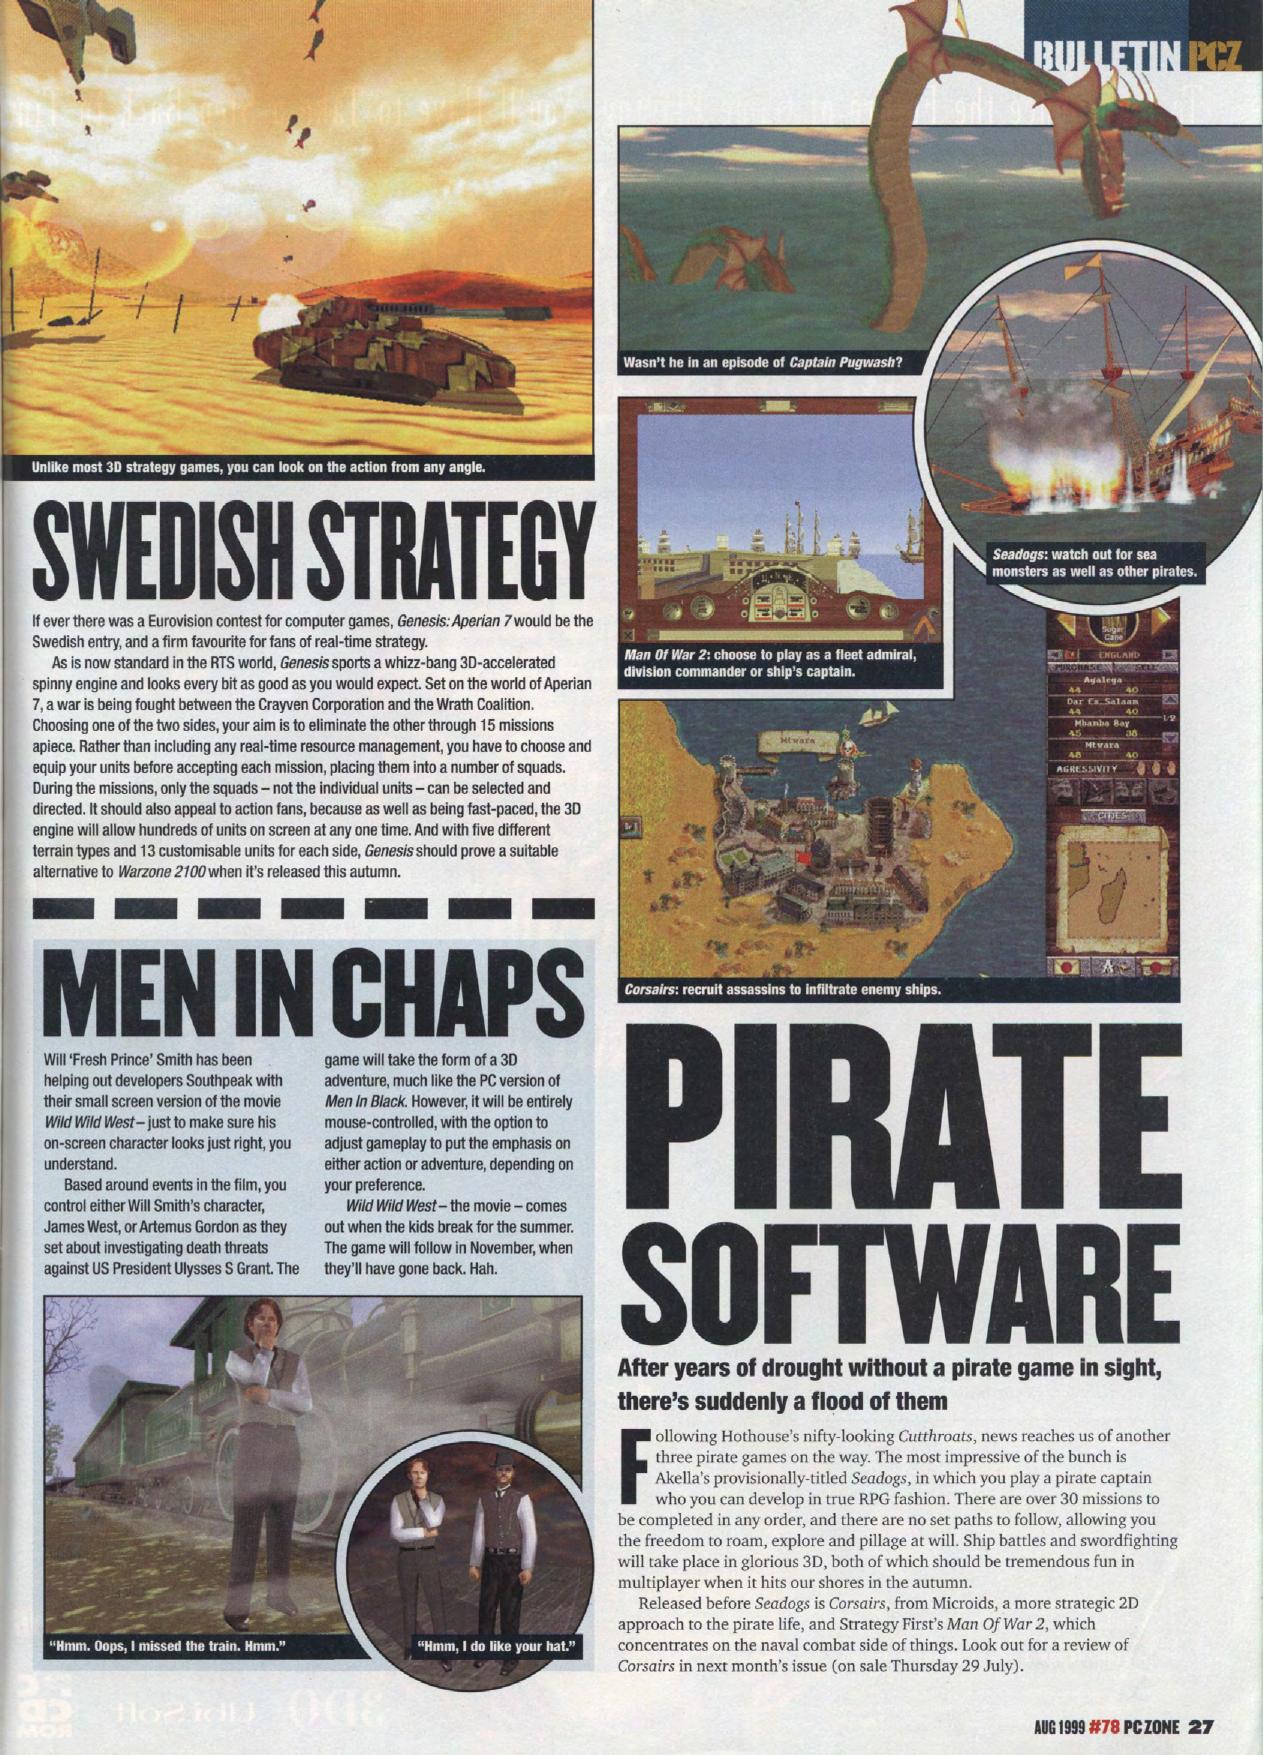 BULLETIN PCZ
Unlike most 3D strategy games, you can look on the action from any angle.
SWEDISH STRATEGY
If ever there was a Eurovision contest for computer games, Genesis: Aperian 7 would be the
Swedish entry, and a firm favourite for fans of real-time strategy.
As is now standard in the RTS world, Genesis sports a whizz-bang 3D-accelerated
spinny engine and looks every bit as good as you would expect. Set on the world of Aperian
7, a war is being fought between the Crayven Corporation and the Wrath Coalition.
Choosing one of the two sides, your aim is to eliminate the other through 15 missions
apiece. Rather than including any real-time resource management, you have to choose and
equip your units before accepting each mission, placing them into a number of squads.
During the missions, only the squads – not the individual units – can be selected and
directed. It should also appeal to action fans, because as well as being fast-paced, the 3D
engine will allow hundreds of units on screen at any one time. And with five different
terrain types and 13 customisable units for each side, Genesis should prove a suitable
alternative to Warzone 2100 when it's released this autumn.
MEN IN CHAPS
Will 'Fresh Prince' Smith has been
helping out developers Southpeak with
their small screen version of the movie
Wild Wild West – just to make sure his
on-screen character looks just right, you
understand.
Based around events in the film, you
control either Will Smith's character,
James West, or Artemus Gordon as they
set about investigating death threats
against US President Ulysses S Grant. The
game will take the form of a 3D
adventure, much like the PC version of
Men In Black. However, it will be entirely
mouse-controlled, with the option to
adjust gameplay to put the emphasis on
either action or adventure, depending on
your preference.
Wild Wild West – the movie – comes
out when the kids break for the summer.
The game will follow in November, when
they'll have gone back. Hah.
"Hmm. Oops, I missed the train. Hmm."
"Hmm, I do like your hat."
Wasn't he in an episode of Captain Pugwash?
Seadogs: watch out for sea
monsters as well as other pirates.
Man Of War 2: choose to play as a fleet admiral,
division commander or ship's captain.
Mtwara
Sugar
Cane
ENGLAND
PURCHASE SELL
Agalega
44 40
Dar Es Salaam
44 40
1/2
Mbamba Bay
45 38
Mtwara
48 40
AGRESSIVITY
CITIES
Corsairs: recruit assassins to infiltrate enemy ships.
PIRATE
SOFTWARE
After years of drought without a pirate game in sight,
there's suddenly a flood of them
Following Hothouse's nifty-looking Cutthroats, news reaches us of another
three pirate games on the way. The most impressive of the bunch is
Akella's provisionally-titled Seadogs, in which you play a pirate captain
who you can develop in true RPG fashion. There are over 30 missions to
be completed in any order, and there are no set paths to follow, allowing you
the freedom to roam, explore and pillage at will. Ship battles and swordfighting
will take place in glorious 3D, both of which should be tremendous fun in
multiplayer when it hits our shores in the autumn.
Released before Seadogs is Corsairs, from Microids, a more strategic 2D
approach to the pirate life, and Strategy First's Man Of War 2, which
concentrates on the naval combat side of things. Look out for a review of
Corsairs in next month's issue (on sale Thursday 29 July).
AUG 1999 #78 PC ZONE 27